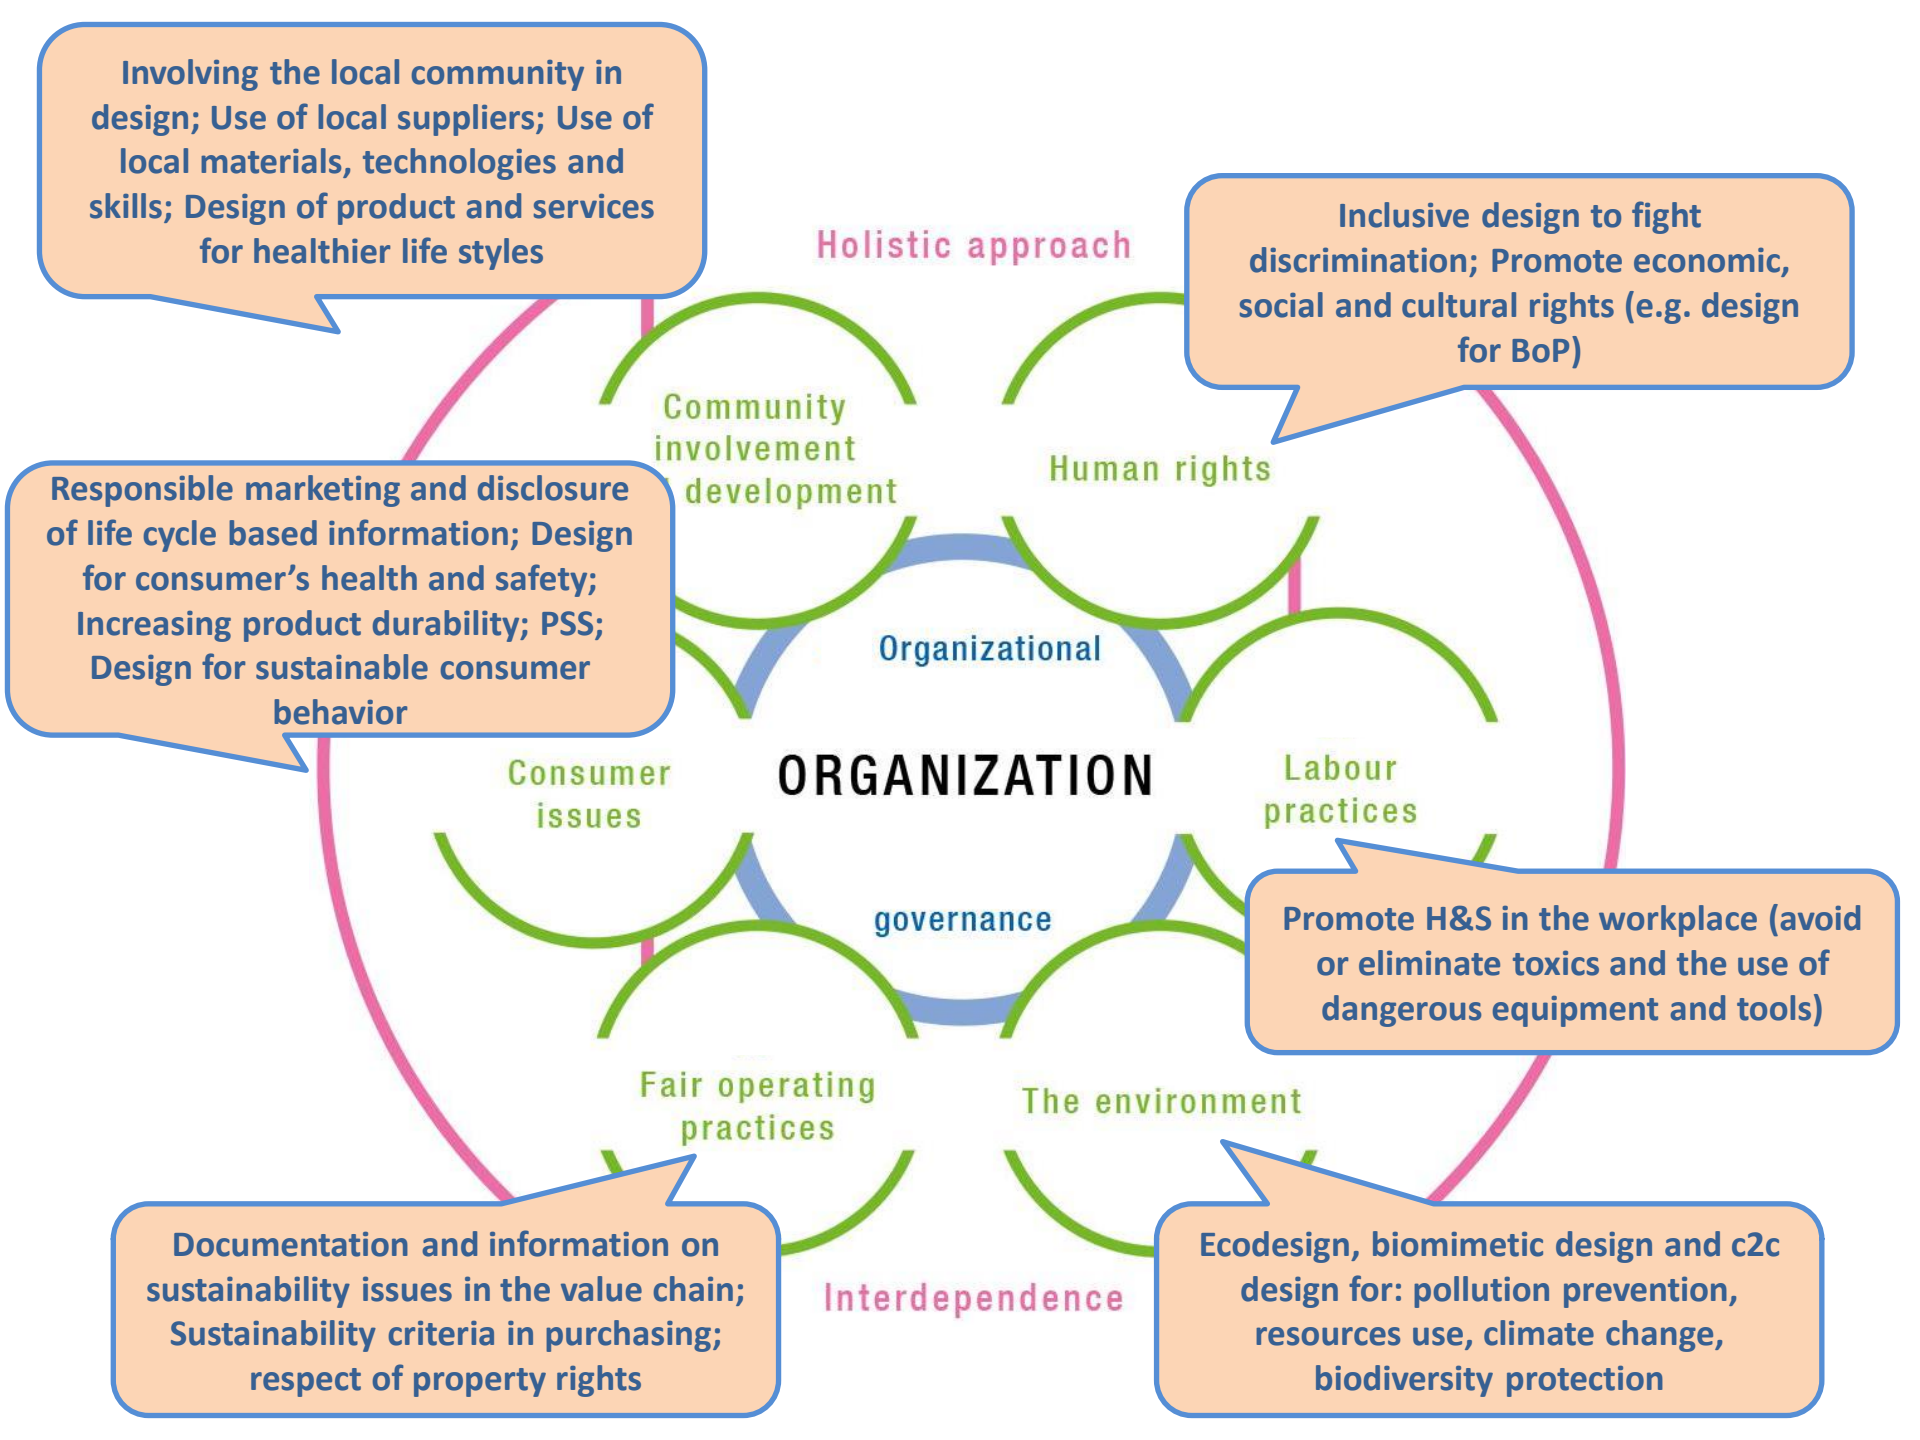 Involving the local community in
design; Use of local suppliers; Use of
local materials, technologies and
skills; Design of product and services
for healthier life styles
Holistic approach
Inclusive design to fight
discrimination; Promote economic,
social and cultural rights (e.g. design
for BoP)
Community
involvement
development
Human rights
Responsible marketing and disclosure
of life cycle based information; Design
for consumer’s health and safety;
Increasing product durability; PSS;
Design for sustainable consumer
behavior
Organizational
ORGANIZATION
governance
Consumer
issues
Labour
practices
Promote H&S in the workplace (avoid
or eliminate toxics and the use of
dangerous equipment and tools)
Fair operating
practices
The environment
Documentation and information on
sustainability issues in the value chain;
Sustainability criteria in purchasing;
respect of property rights
Interdependence
Ecodesign, biomimetic design and c2c
design for: pollution prevention,
resources use, climate change,
biodiversity protection